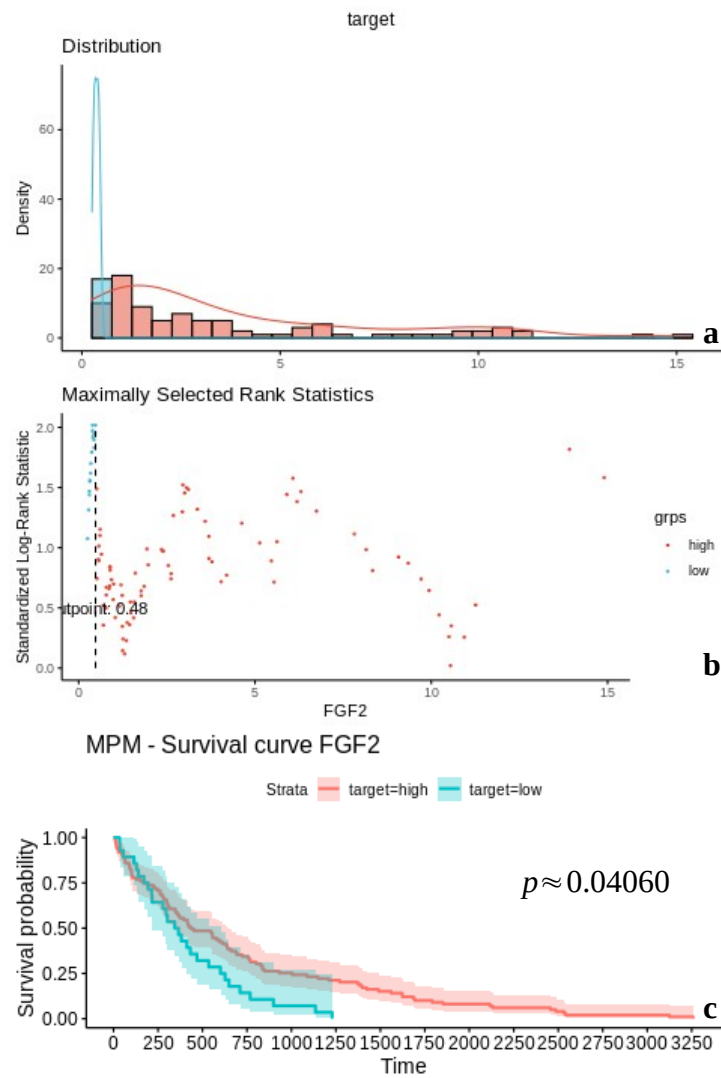 target
Distribution
Density
60
40
20
0
0 5 10 15
a
Maximally Selected Rank Statistics
Standardized Log-Rank Statistic
2.0
1.5
1.0
0.5
0.0
utpoint: 0.48
0 5 10 15
FGF2
grps
high
low
b
MPM - Survival curve FGF2
Strata target=high target=low
Survival probability
1.00
0.75
0.50
0.25
0.00
p≈0.04060
0 250 500 750 1000 1250 1500 1750 2000 2250 2500 2750 3000 3250
Time
c